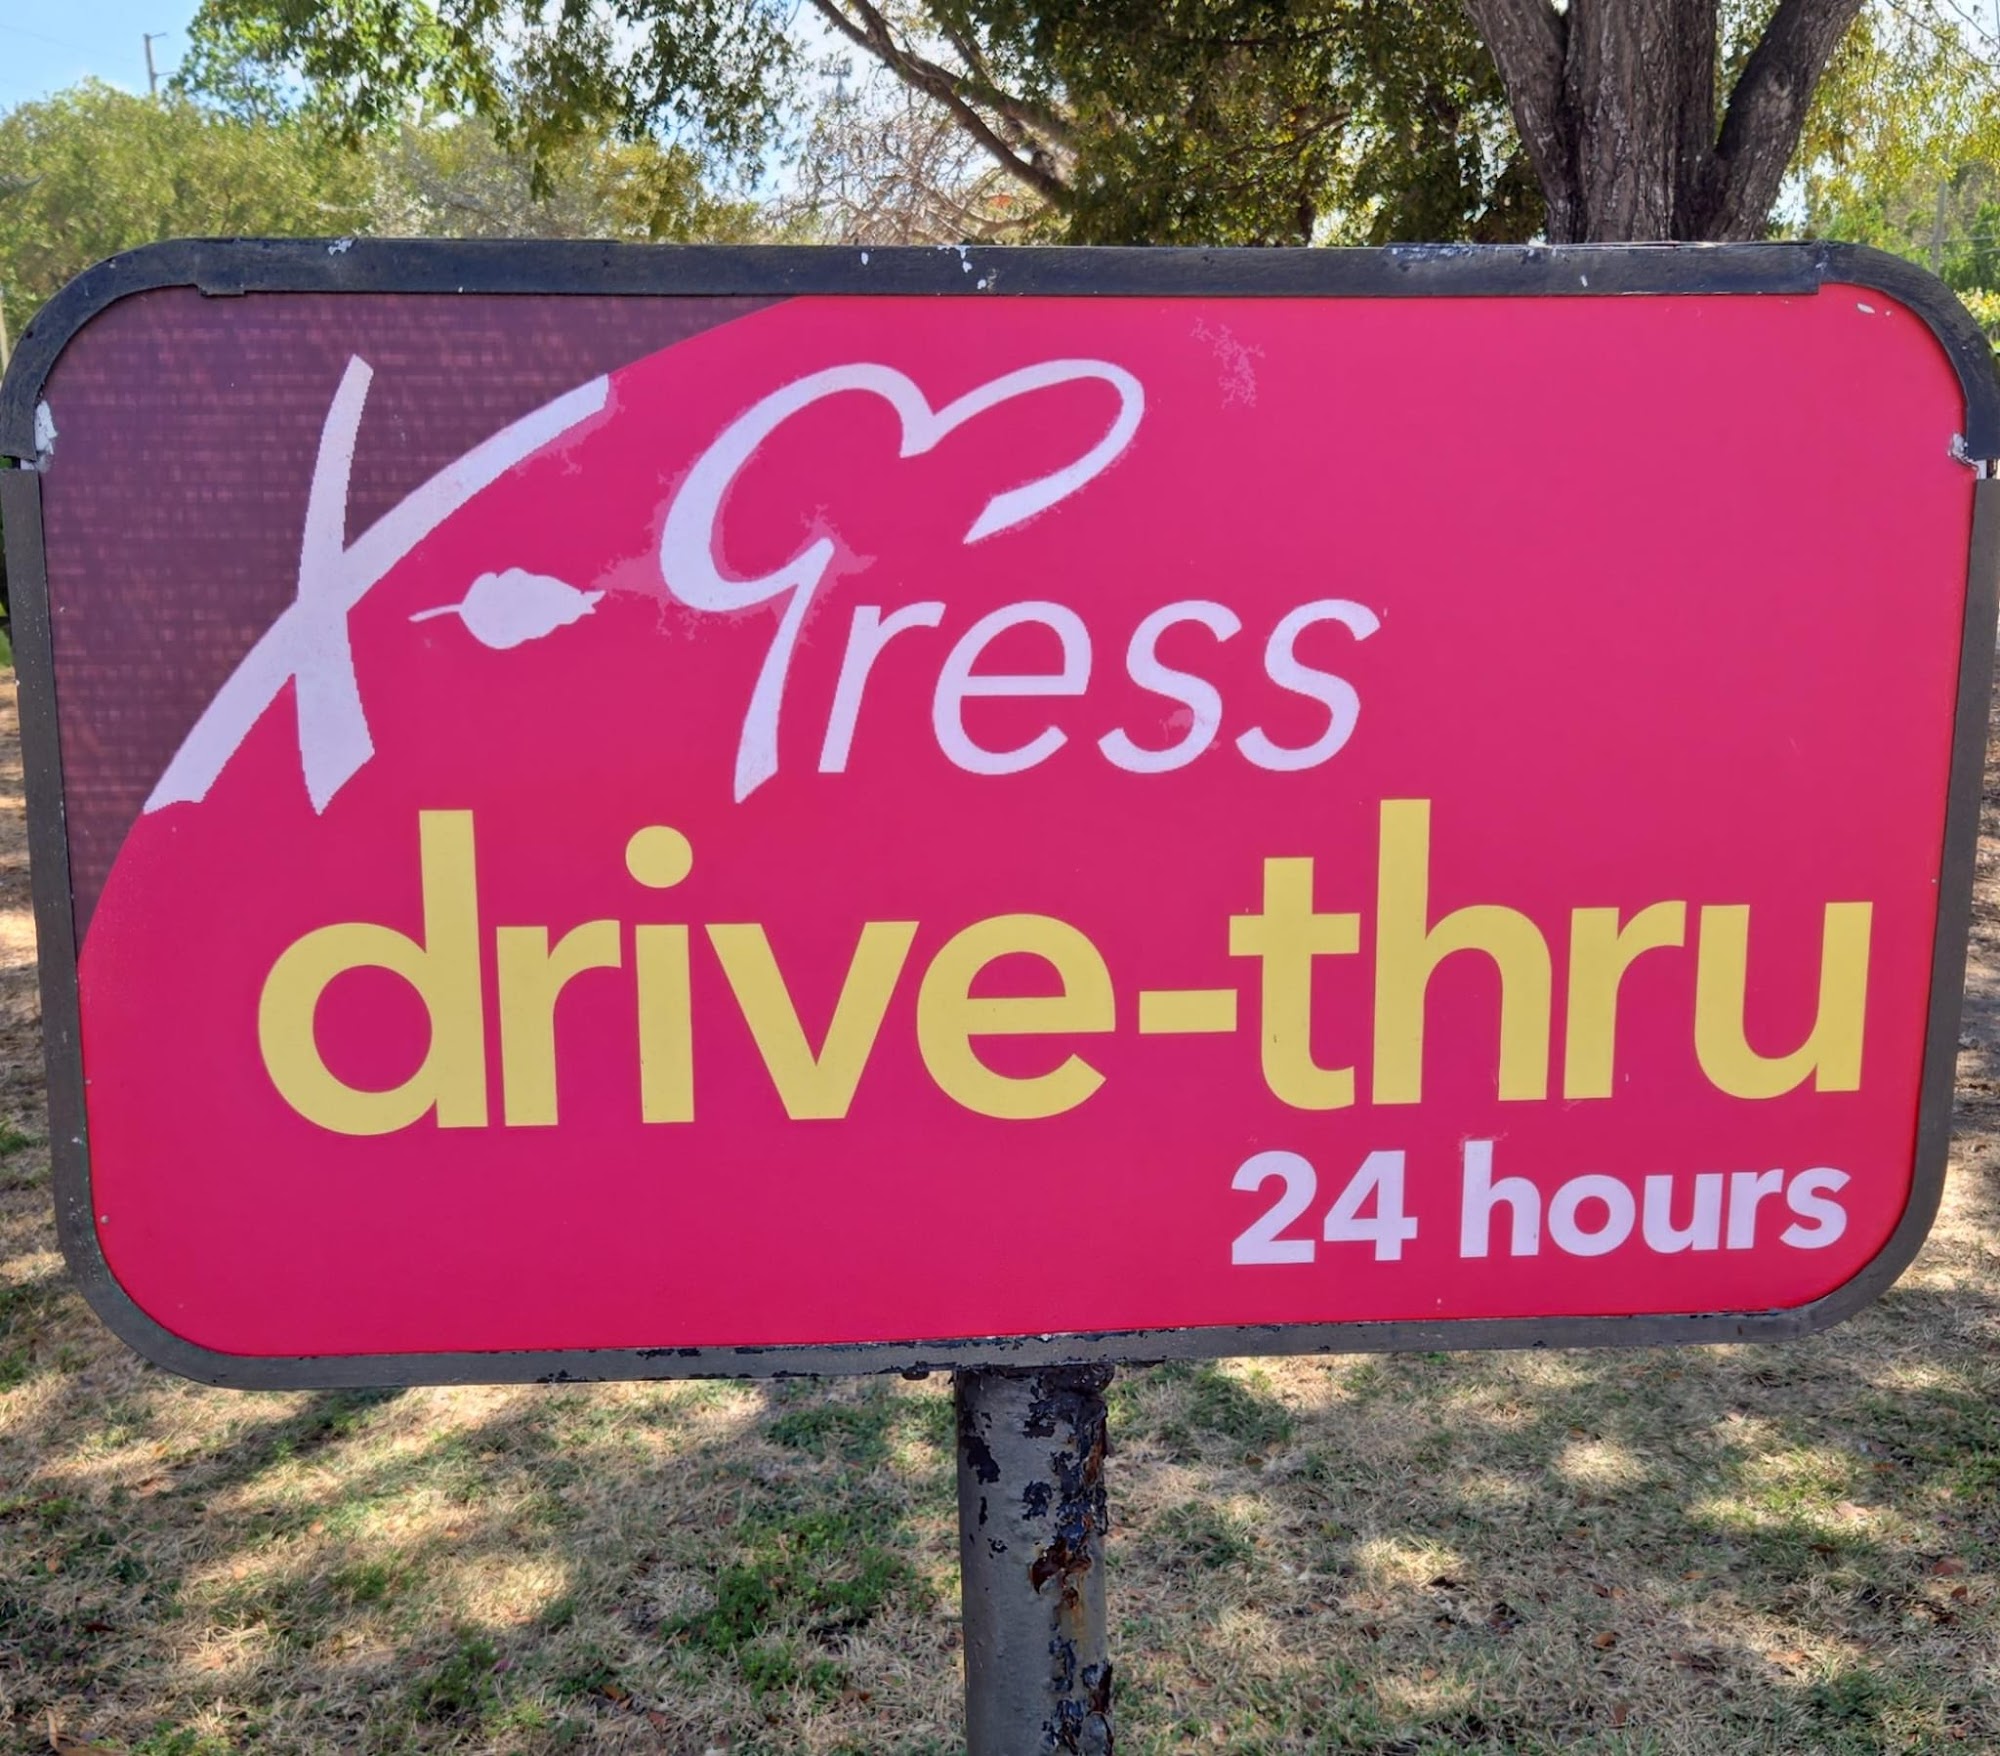 X-Press
drive-thru
24 hours